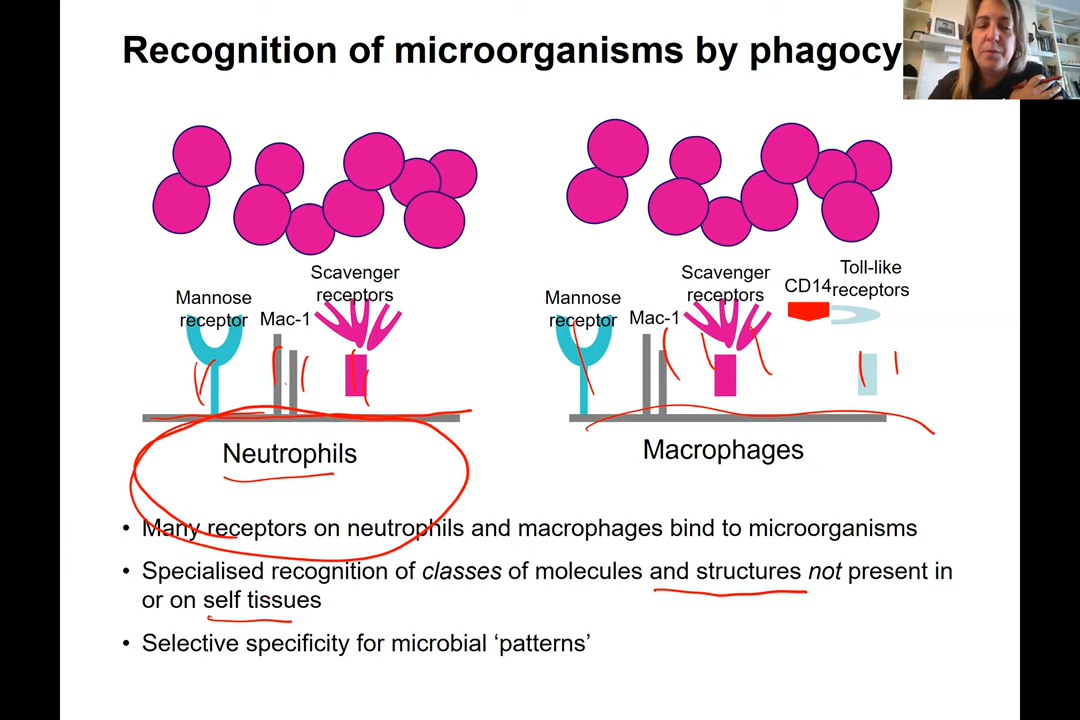 Recognition of microorganisms by phagocy
Scavenger
receptors
Mannose
receptor
Mac-1
Scavenger
receptors
Mannose
receptor
Mac-1
CD14
Toll-like
receptors
Neutrophils
Macrophages
• Many receptors on neutrophils and macrophages bind to microorganisms
• Specialised recognition of classes of molecules and structures not present in
or on self tissues
• Selective specificity for microbial ‘patterns’